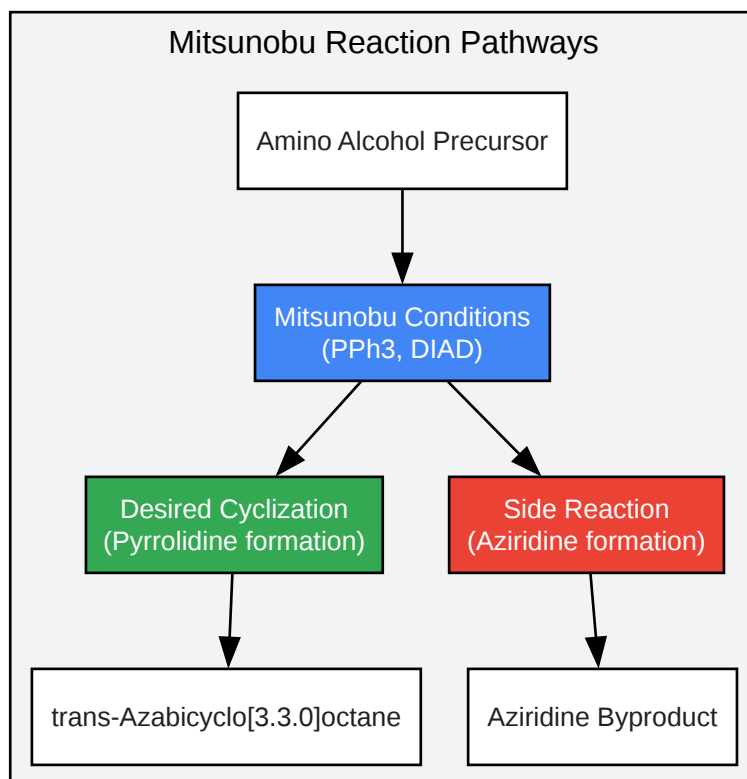 Mitsunobu Reaction Pathways
Amino Alcohol Precursor
Mitsunobu Conditions
(PPh3, DIAD)
Desired Cyclization
(Pyrrolidine formation)
Side Reaction
(Aziridine formation)
trans-Azabicyclo[3.3.0]octane
Aziridine Byproduct